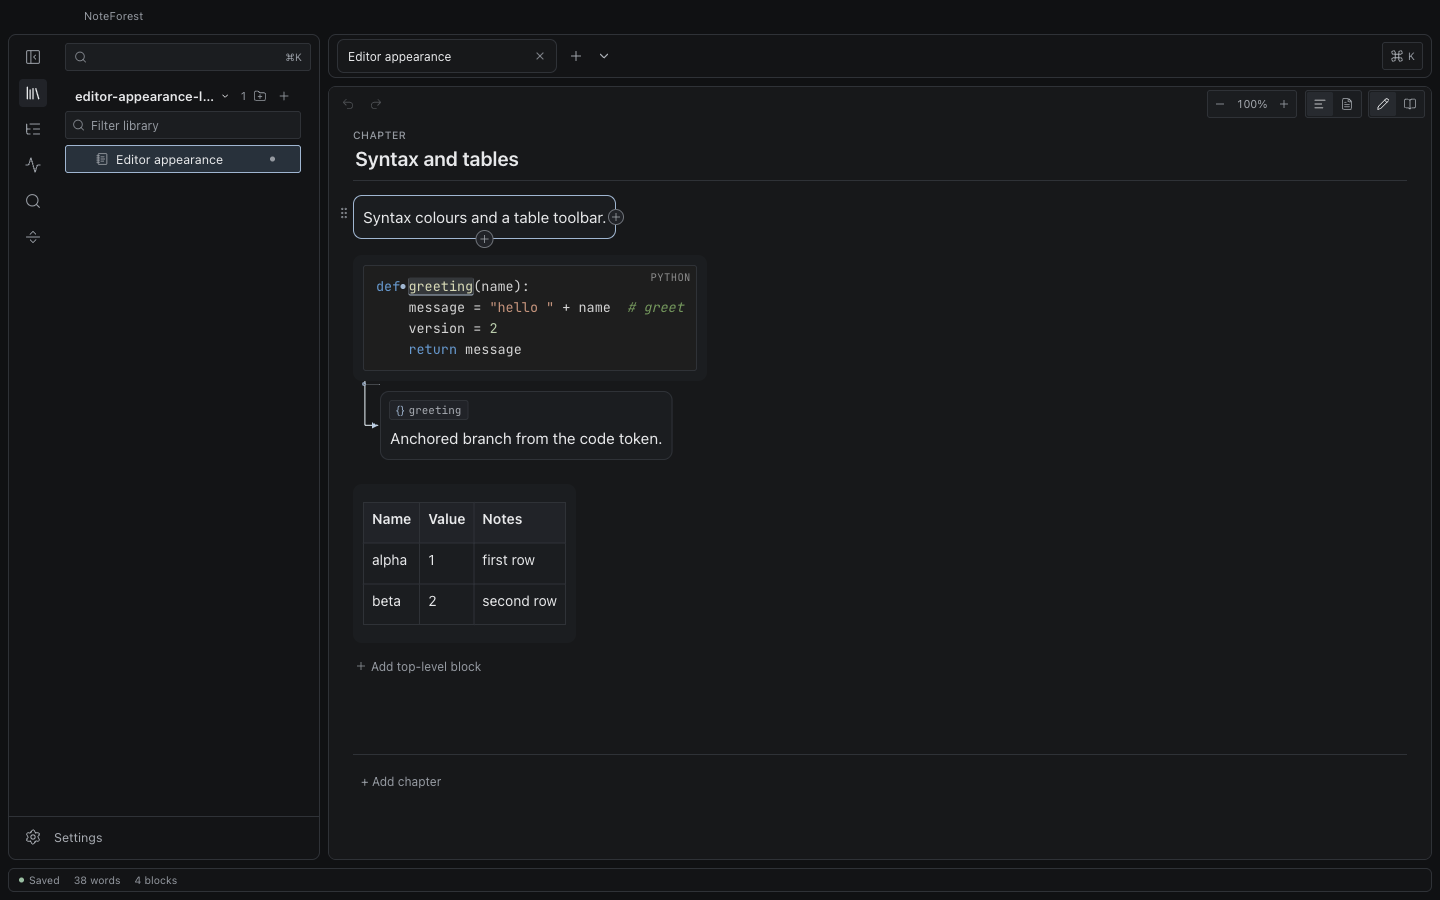 NoteForest
⌘K
editor-appearance-l... 1
Filter library
Editor appearance
Settings
Editor appearance
⌘ K
100%
CHAPTER
Syntax and tables
Syntax colours and a table toolbar.
PYTHON
def greeting(name):
    message = "hello " + name  # greet
    version = 2
    return message
{} greeting
Anchored branch from the code token.
Name Value Notes
alpha 1 first row
beta 2 second row
+ Add top-level block
+ Add chapter
Saved 38 words 4 blocks